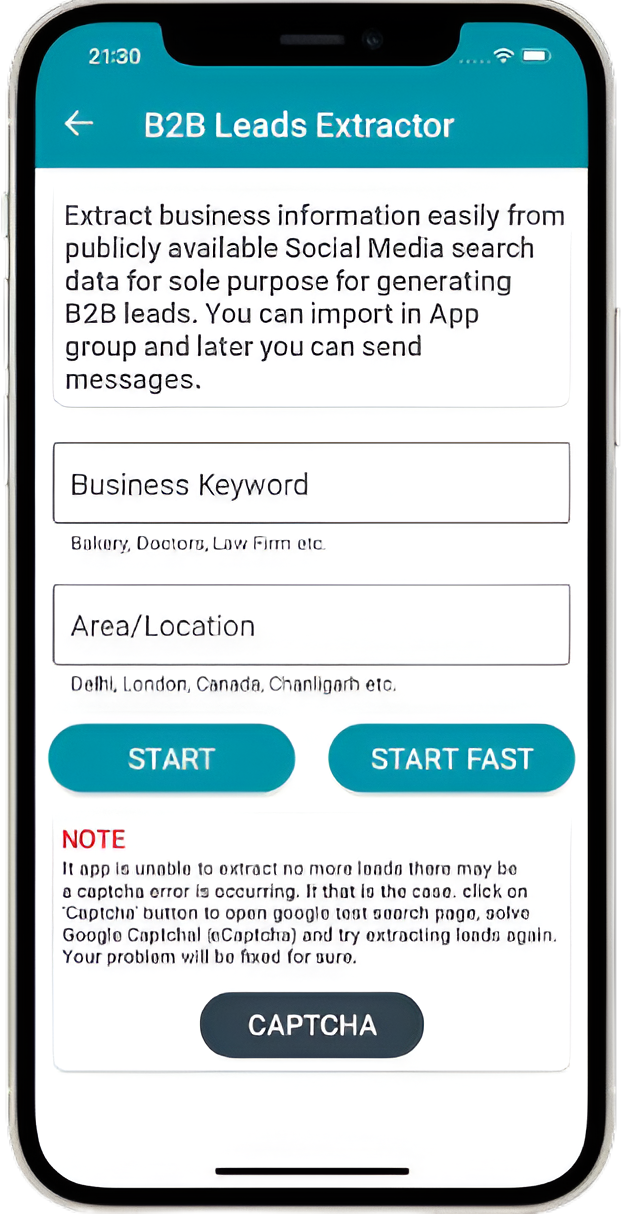 21:30
B2B Leads Extractor
Extract business information easily from
publicly available Social Media search
data for sole purpose for generating
B2B leads. You can import in App
group and later you can send
messages.
Business Keyword
Bakery, Doctors, Law Firm etc.
Area/Location
Delhi, London, Canada, Chanligarh etc.
START
START FAST
NOTE
If app is unable to extract no more leads there may be
a captcha error is occurring. If that is the case. click on
'Captcha' button to open google test search page, solve
Google Captchal (eCaptcha) and try extracting leads again.
Your problem will be fixed for sure.
CAPTCHA